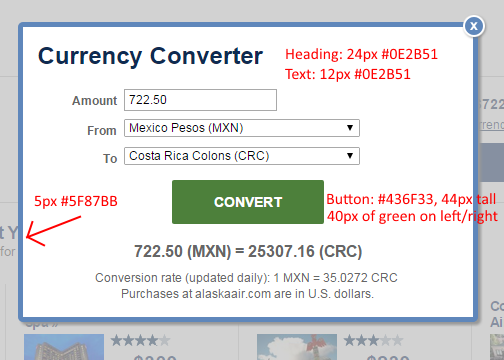 x
Currency Converter
Heading: 24px #0E2B51
Text: 12px #0E2B51
Amount 722.50
From Mexico Pesos (MXN)
To Costa Rica Colons (CRC)
5px #5F87BB
CONVERT
Button: #436F33, 44px tall
40px of green on left/right
722.50 (MXN) = 25307.16 (CRC)
Conversion rate (updated daily): 1 MXN = 35.0272 CRC
Purchases at alaskaair.com are in U.S. dollars.